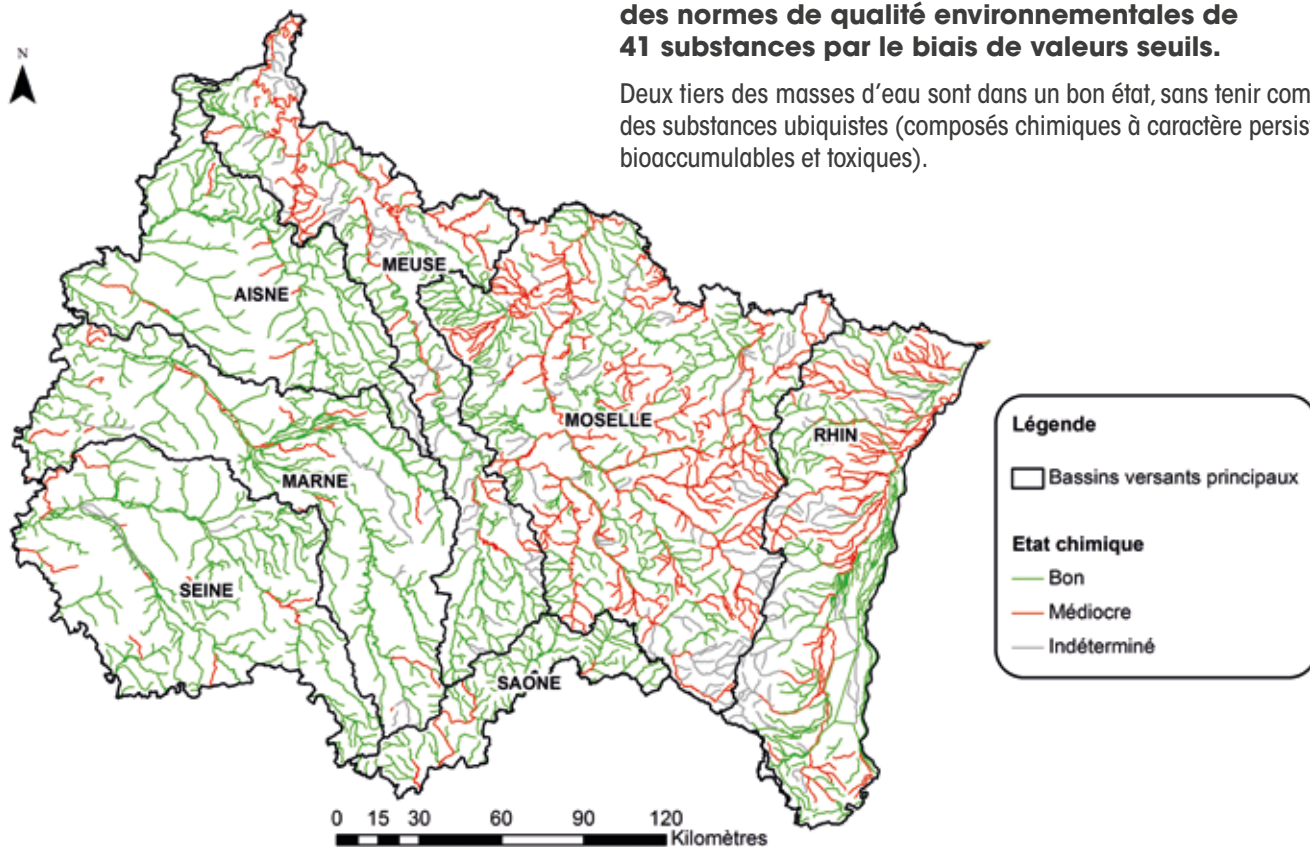 des normes de qualité environnementales de
41 substances par le biais de valeurs seuils.
Deux tiers des masses d'eau sont dans un bon état, sans tenir com
des substances ubiquistes (composés chimiques à caractère persis
bioaccumulables et toxiques).
N
MEUSE
AISNE
MOSELLE
RHIN
MARNE
SEINE
SAÔNE
Légende
Bassins versants principaux
Etat chimique
Bon
Médiocre
Indéterminé
0 15 30 60 90 120
Kilomètres